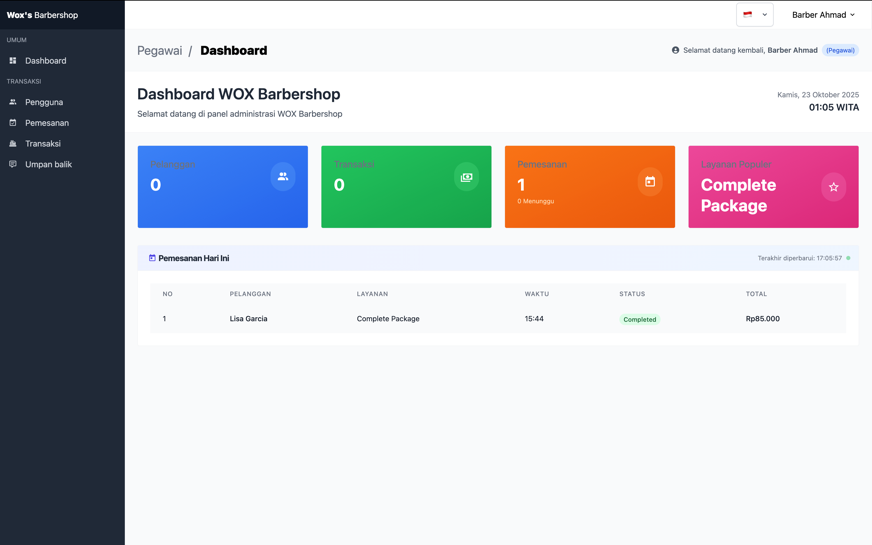 Wox's Barbershop
Barber Ahmad
UMUM
Dashboard
TRANSAKSI
Pengguna
Pemesanan
Transaksi
Umpan balik
Pegawai / Dashboard
Selamat datang kembali, Barber Ahmad (Pegawai)
Dashboard WOX Barbershop
Selamat datang di panel administrasi WOX Barbershop
Kamis, 23 Oktober 2025
01:05 WITA
Pelanggan
0
Transaksi
0
Pemesanan
1
0 Menunggu
Layanan Populer
Complete
Package
Pemesanan Hari Ini
Terakhir diperbarui: 17:05:57
NO PELANGGAN LAYANAN WAKTU STATUS TOTAL
1 Lisa Garcia Complete Package 15:44 Completed Rp85.000